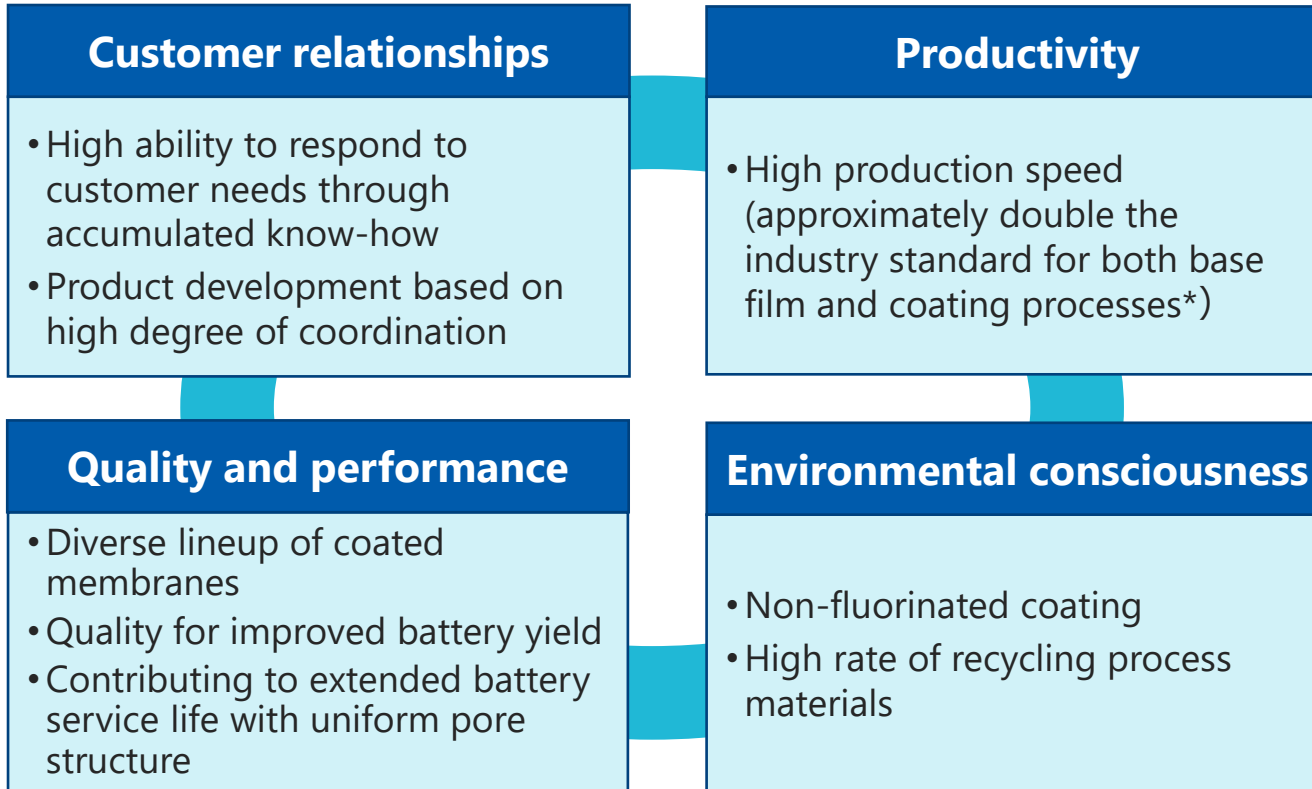 Customer relationships
•High ability to respond to
customer needs through
accumulated know-how
•Product development based on
high degree of coordination
Productivity
•High production speed
(approximately double the
industry standard for both base
film and coating processes*)
Quality and performance
•Diverse lineup of coated
membranes
•Quality for improved battery yield
•Contributing to extended battery
service life with uniform pore
structure
Environmental consciousness
•Non-fluorinated coating
•High rate of recycling process
materials